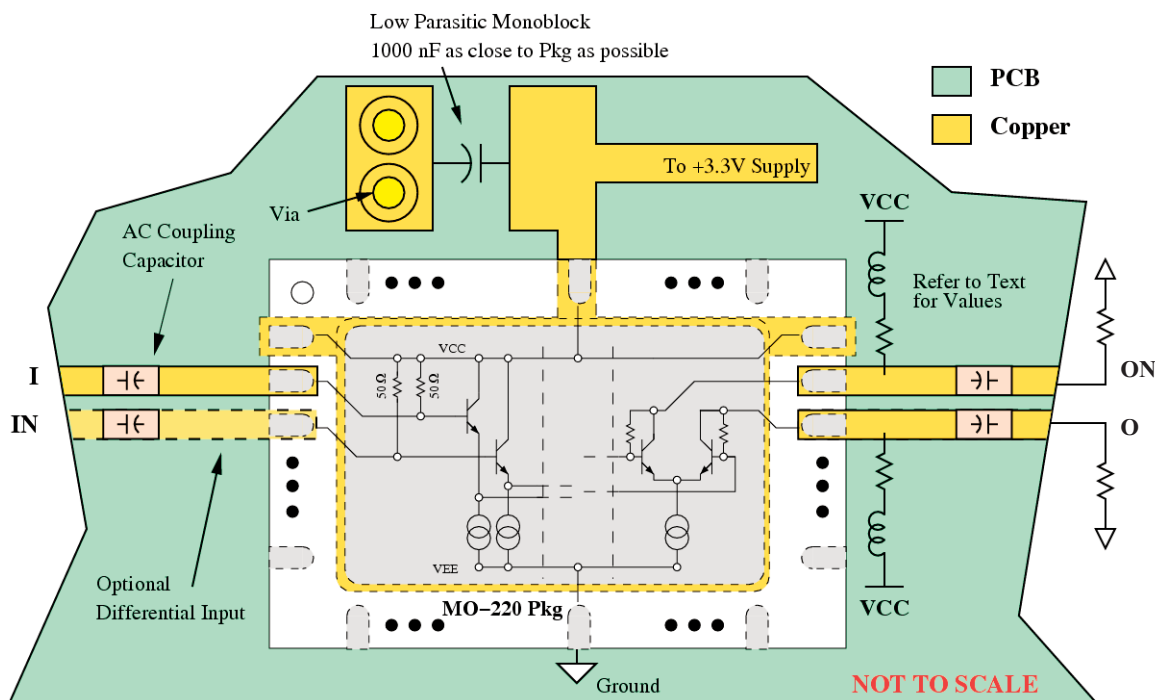 Low Parasitic Monoblock
1000 nF as close to Pkg as possible
PCB
Copper
To +3.3V Supply
Via
VCC
AC Coupling
Capacitor
Refer to Text
for Values
VCC
I
50 Ω
50 Ω
ON
IN
O
Optional
Differential Input
VEE
MO–220 Pkg
VCC
Ground
NOT TO SCALE